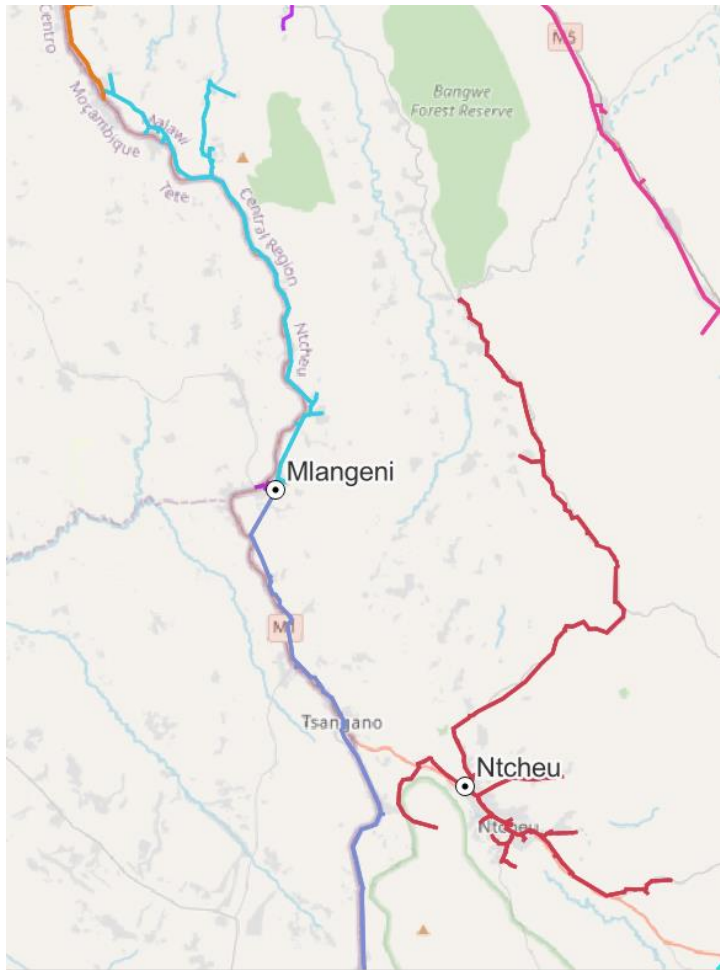 Centro
M5
Bangwe
Forest Reserve
Malawi
Moçambique
Tete
Central Region
Ntcheu
Mlangeni
M1
Tsangano
Ntcheu
Ntcheu